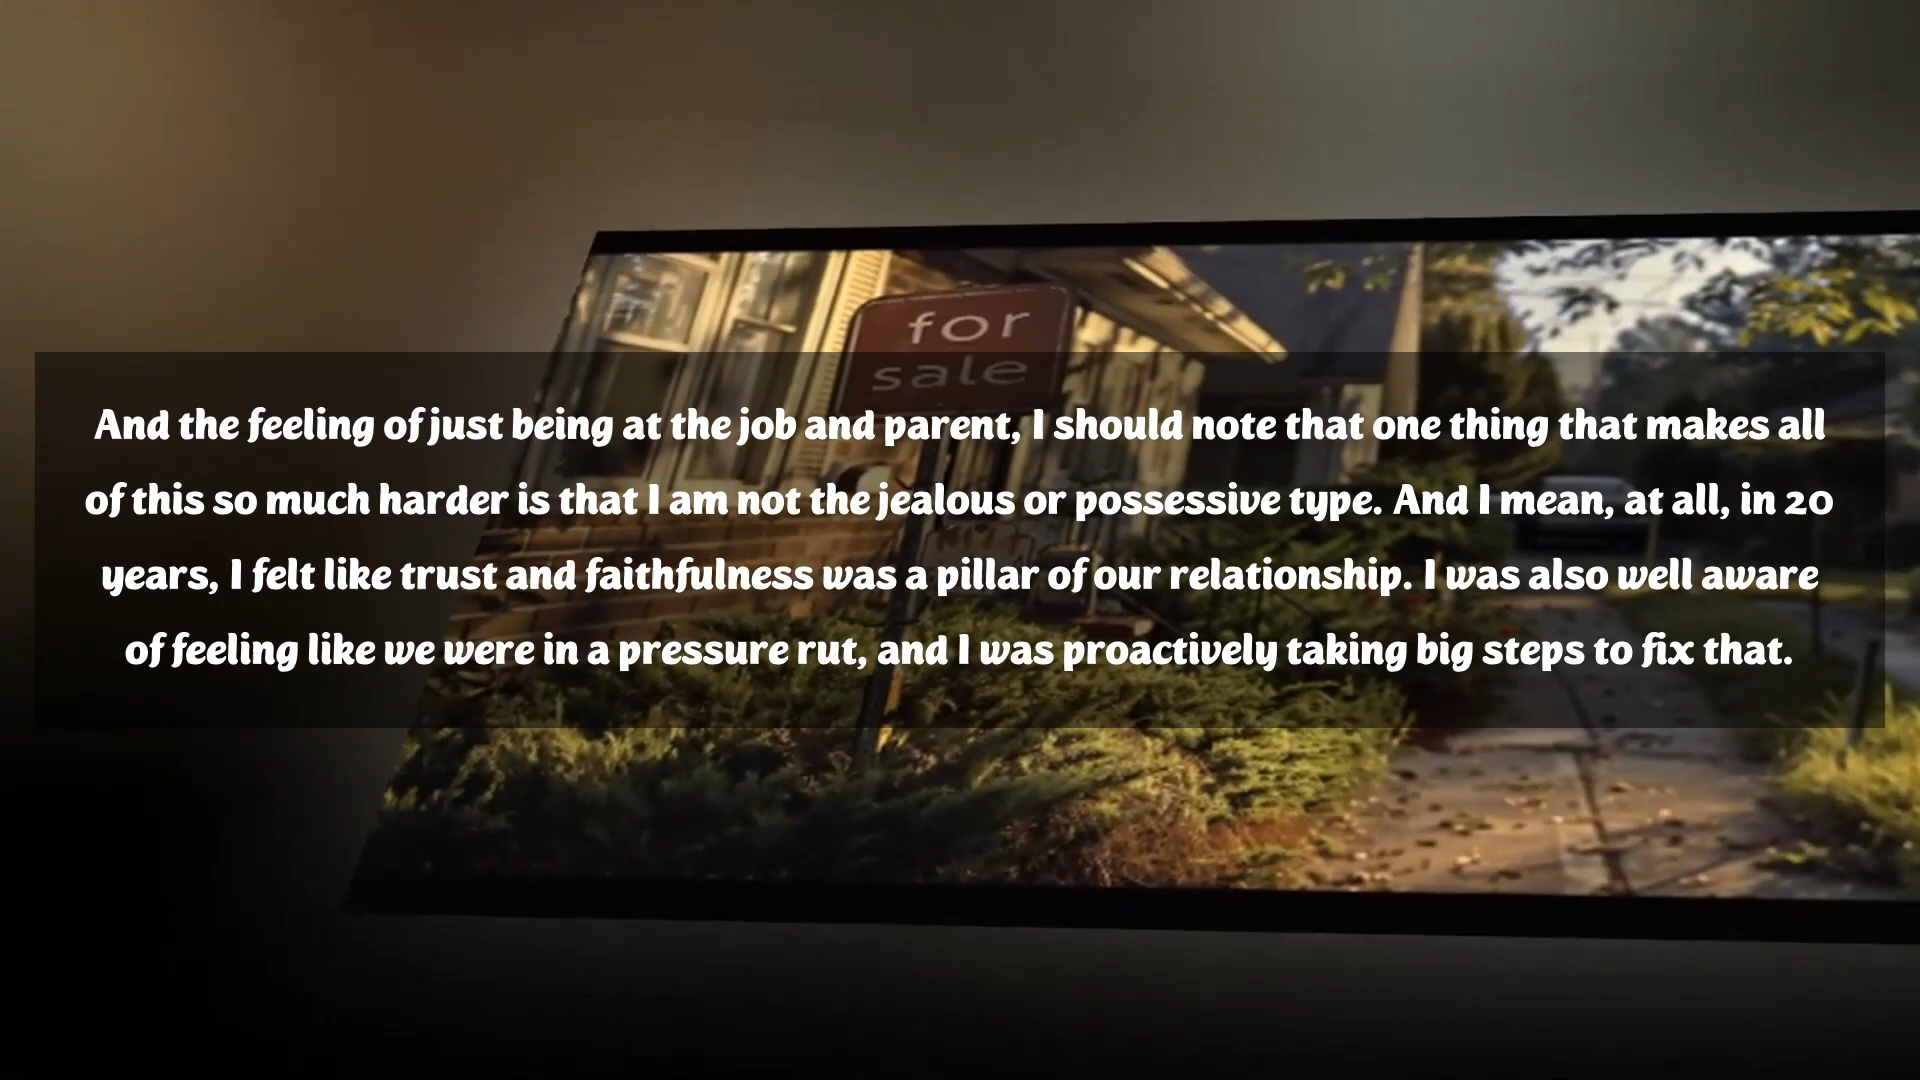 for
sale
And the feeling of just being at the job and parent, I should note that one thing that makes all
of this so much harder is that I am not the jealous or possessive type. And I mean, at all, in 20
years, I felt like trust and faithfulness was a pillar of our relationship. I was also well aware
of feeling like we were in a pressure rut, and I was proactively taking big steps to fix that.